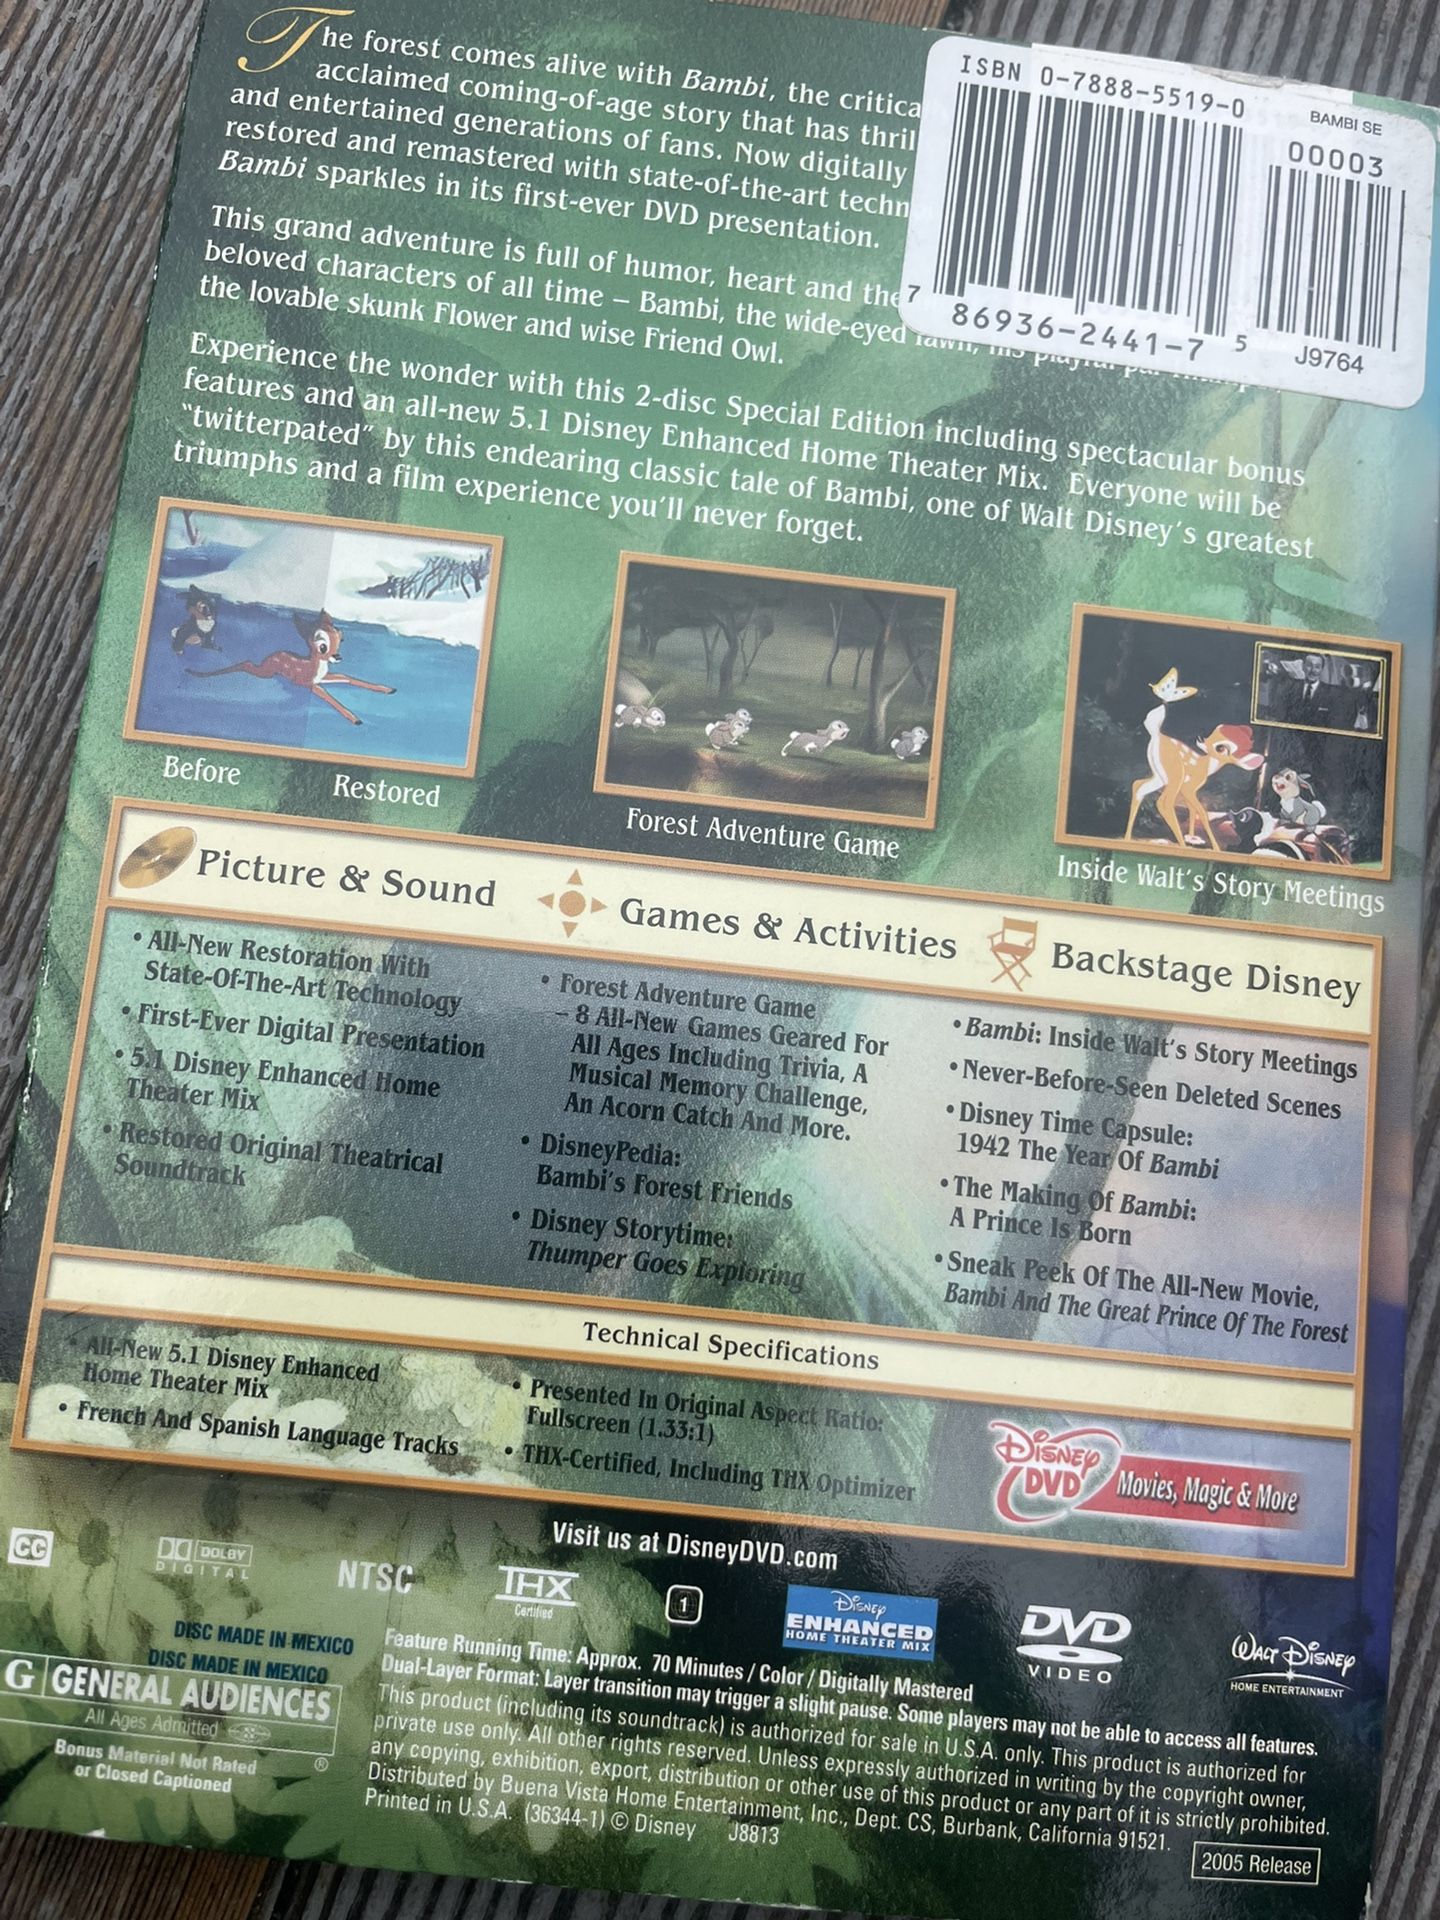 The forest comes alive with Bambi, the critica
acclaimed coming-of-age story that has thril
and entertained generations of fans. Now digitally
restored and remastered with state-of-the-art techn
Bambi sparkles in its first-ever DVD presentation.
This grand adventure is full of humor, heart and the
beloved characters of all time – Bambi, the wide-eyed fawn, his playful pal
the lovable skunk Flower and wise Friend Owl.
Experience the wonder with this 2-disc Special Edition including spectacular bonus
features and an all-new 5.1 Disney Enhanced Home Theater Mix. Everyone will be
"twitterpated" by this endearing classic tale of Bambi, one of Walt Disney's greatest
triumphs and a film experience you'll never forget.
ISBN 0-7888-5519-0
BAMBI SE
00003
7 86936-2441-7 5
J9764
Before Restored
Forest Adventure Game
Inside Walt's Story Meetings
Picture & Sound
• All-New Restoration With
State-Of-The-Art Technology
• First-Ever Digital Presentation
• 5.1 Disney Enhanced Home
Theater Mix
• Restored Original Theatrical
Soundtrack
Games & Activities
• Forest Adventure Game
– 8 All-New Games Geared For
All Ages Including Trivia, A
Musical Memory Challenge,
An Acorn Catch And More.
• DisneyPedia:
Bambi's Forest Friends
• Disney Storytime:
Thumper Goes Exploring
Backstage Disney
• Bambi: Inside Walt's Story Meetings
• Never-Before-Seen Deleted Scenes
• Disney Time Capsule:
1942 The Year Of Bambi
• The Making Of Bambi:
A Prince Is Born
• Sneak Peek Of The All-New Movie,
Bambi And The Great Prince Of The Forest
Technical Specifications
• All-New 5.1 Disney Enhanced
Home Theater Mix
• French And Spanish Language Tracks
• Presented In Original Aspect Ratio:
Fullscreen (1.33:1)
• THX-Certified, Including THX Optimizer
Disney
DVD
Movies, Magic & More
Visit us at DisneyDVD.com
CC
DOLBY
DIGITAL
NTSC
THX
Certified
1
Disney
ENHANCED
HOME THEATER MIX
DVD
VIDEO
Walt Disney
HOME ENTERTAINMENT
DISC MADE IN MEXICO
DISC MADE IN MEXICO
G GENERAL AUDIENCES
All Ages Admitted
Bonus Material Not Rated
or Closed Captioned
®
Feature Running Time: Approx. 70 Minutes / Color / Digitally Mastered
Dual-Layer Format: Layer transition may trigger a slight pause. Some players may not be able to access all features.
This product (including its soundtrack) is authorized for sale in U.S.A. only. This product is authorized for
private use only. All other rights reserved. Unless expressly authorized in writing by the copyright owner,
any copying, exhibition, export, distribution or other use of this product or any part of it is strictly prohibited.
Distributed by Buena Vista Home Entertainment, Inc., Dept. CS, Burbank, California 91521.
Printed in U.S.A. (36344-1) © Disney J8813
2005 Release